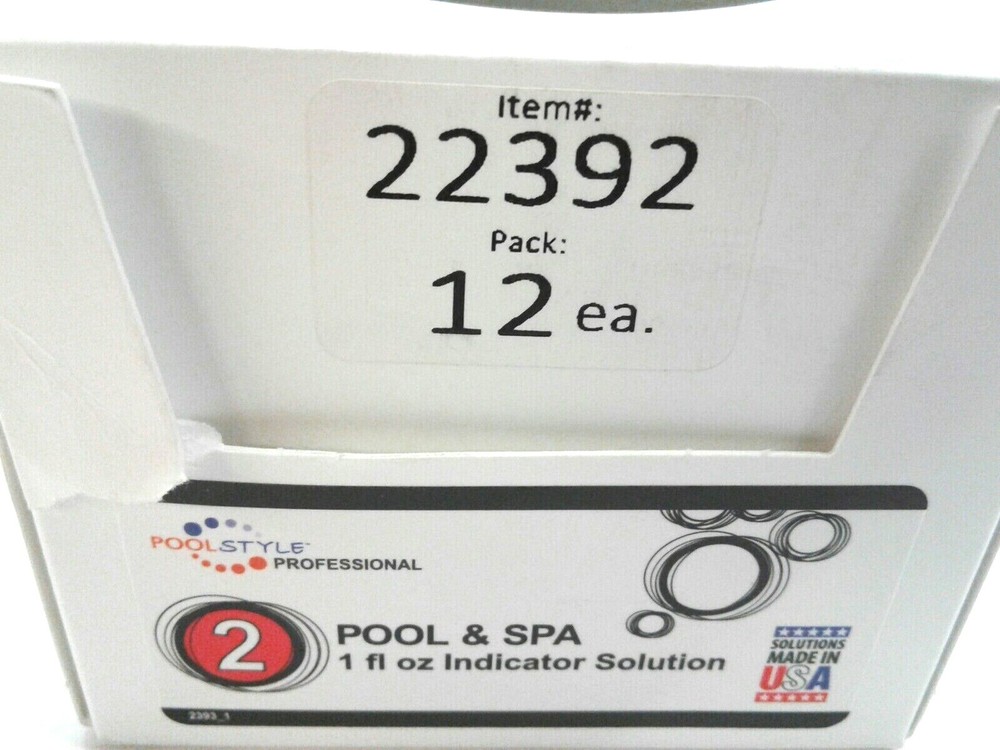 Item#:
22392
Pack:
12 ea.
POOLSTYLE™
PROFESSIONAL
2
POOL & SPA
1 fl oz Indicator Solution
SOLUTIONS
MADE IN
USA
2393_1